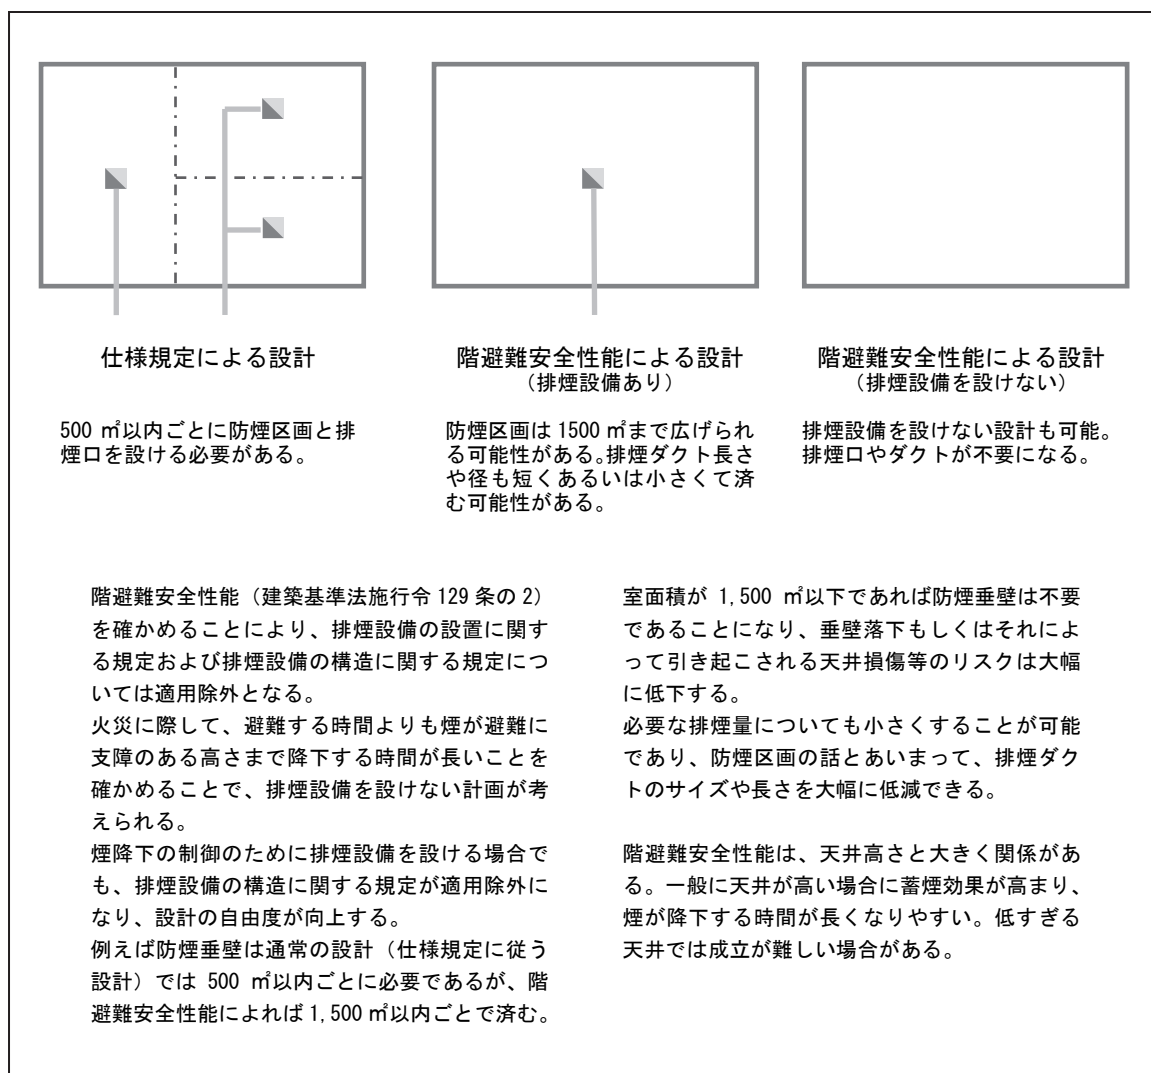 仕様規定による設計
500 ㎡以内ごとに防煙区画と排
煙口を設ける必要がある。
階避難安全性能による設計
（排煙設備あり）
防煙区画は 1500 ㎡まで広げられ
る可能性がある。排煙ダクト長さ
や径も短くあるいは小さくて済
む可能性がある。
階避難安全性能による設計
（排煙設備を設けない）
排煙設備を設けない設計も可能。
排煙口やダクトが不要になる。
階避難安全性能（建築基準法施行令 129 条の 2）
を確かめることにより、排煙設備の設置に関す
る規定および排煙設備の構造に関する規定につ
いては適用除外となる。
火災に際して、避難する時間よりも煙が避難に
支障のある高さまで降下する時間が長いことを
確かめることで、排煙設備を設けない計画が考
えられる。
煙降下の制御のために排煙設備を設ける場合で
も、排煙設備の構造に関する規定が適用除外に
なり、設計の自由度が向上する。
例えば防煙垂壁は通常の設計（仕様規定に従う
設計）では 500 ㎡以内ごとに必要であるが、階
避難安全性能によれば 1,500 ㎡以内ごとで済む。
室面積が 1,500 ㎡以下であれば防煙垂壁は不要
であることになり、垂壁落下もしくはそれによ
って引き起こされる天井損傷等のリスクは大幅
に低下する。
必要な排煙量についても小さくすることが可能
であり、防煙区画の話とあいまって、排煙ダク
トのサイズや長さを大幅に低減できる。
階避難安全性能は、天井高さと大きく関係があ
る。一般に天井が高い場合に蓄煙効果が高まり、
煙が降下する時間が長くなりやすい。低すぎる
天井では成立が難しい場合がある。